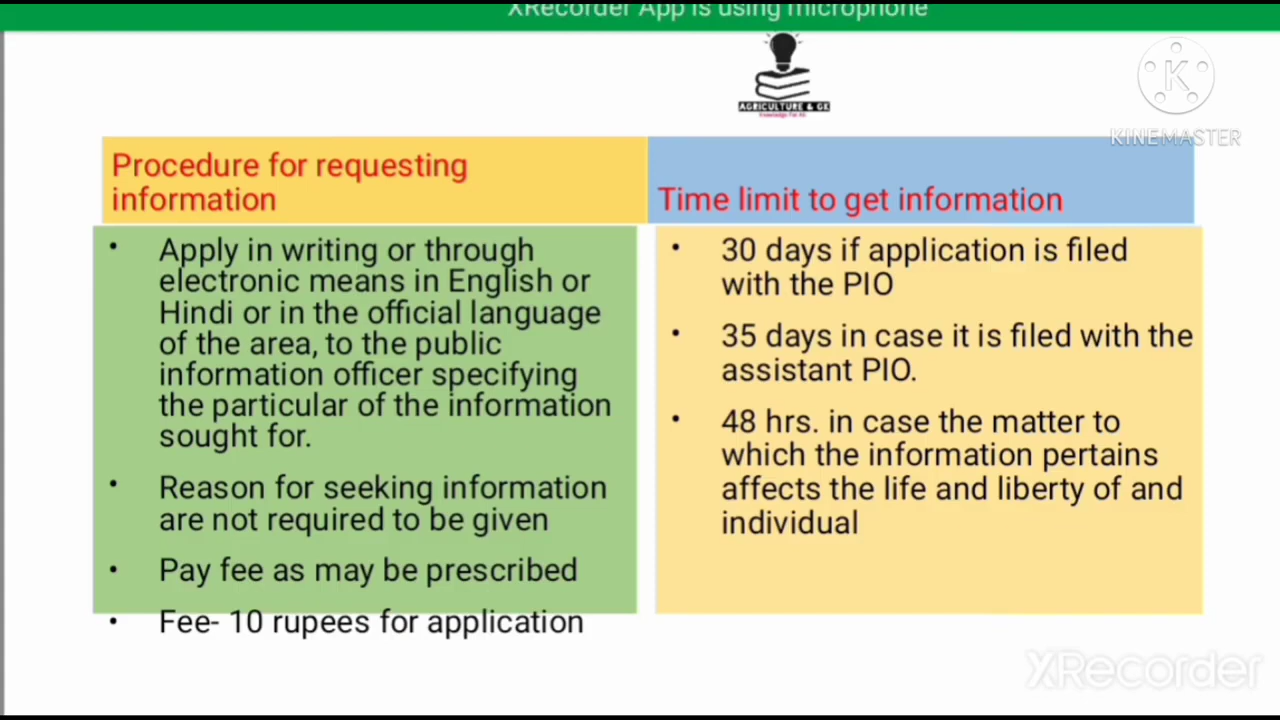 XRecorder App is using microphone
AGRICULTURE & GK
Knowledge For All
K
KINEMASTER
Procedure for requesting
information
Time limit to get information
• Apply in writing or through
electronic means in English or
Hindi or in the official language
of the area, to the public
information officer specifying
the particular of the information
sought for.
• Reason for seeking information
are not required to be given
• Pay fee as may be prescribed
• Fee- 10 rupees for application
• 30 days if application is filed
with the PIO
• 35 days in case it is filed with the
assistant PIO.
• 48 hrs. in case the matter to
which the information pertains
affects the life and liberty of and
individual
XRecorder